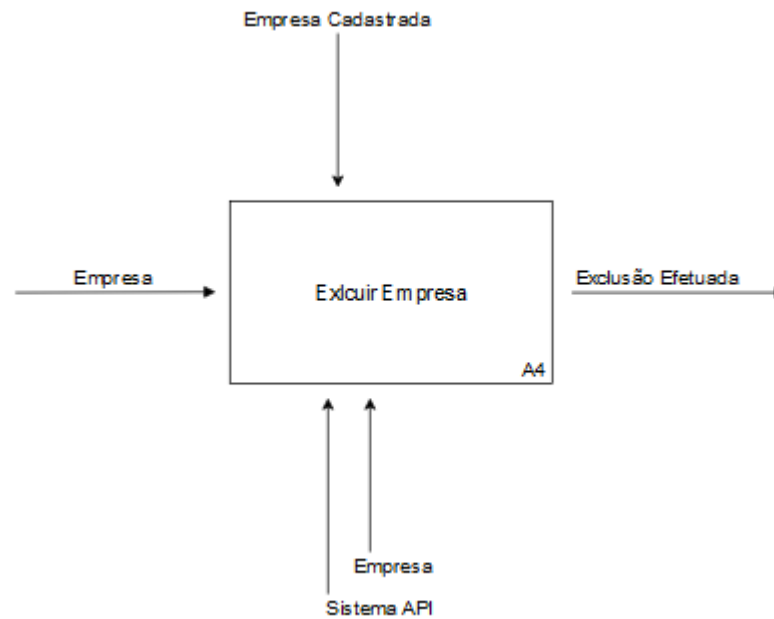 Empresa Cadastrada
Empresa
Exlcuir Empresa
Exclusão Efetuada
A4
Empresa
Sistema API